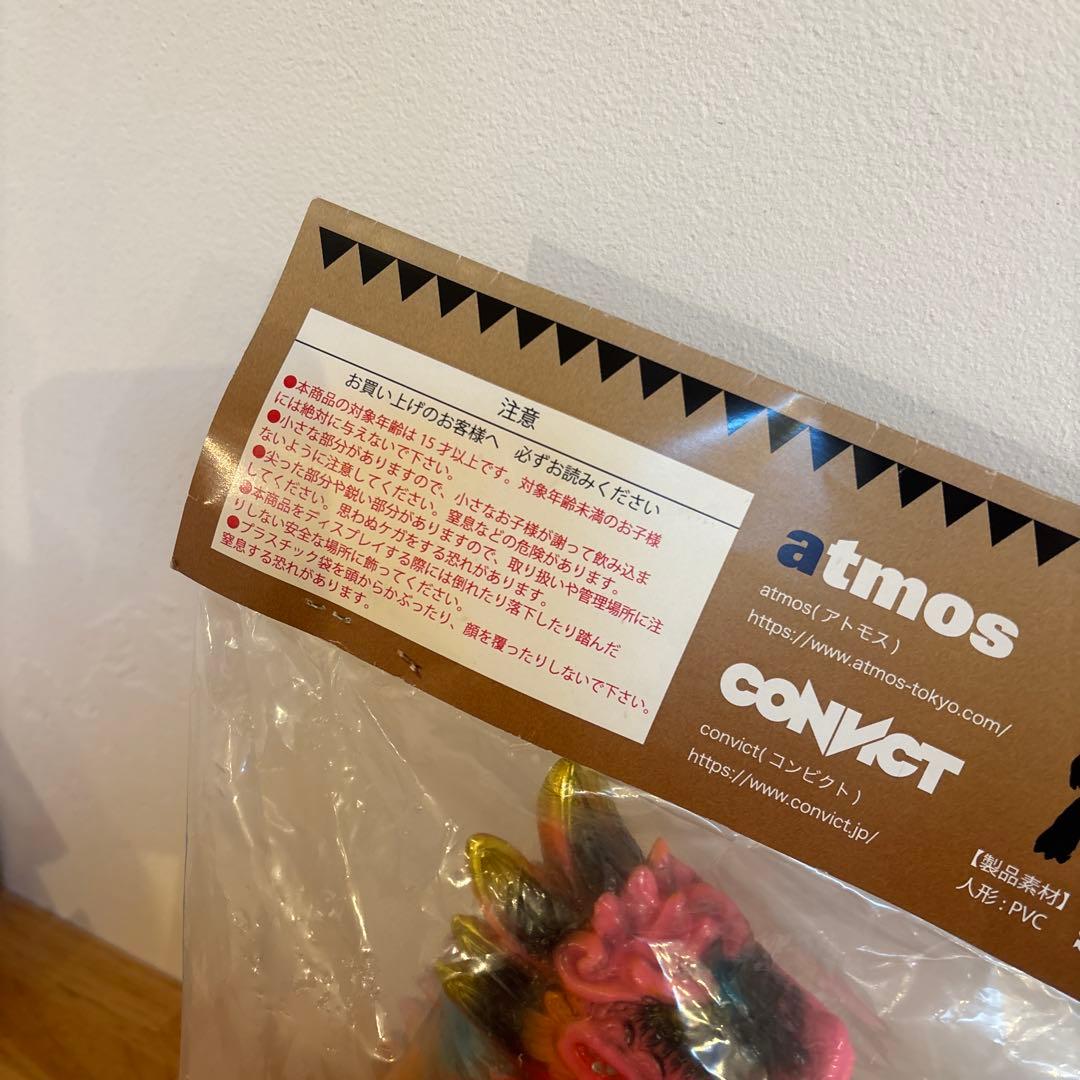 注意
お買い上げのお客様へ 必ずお読みください
●本商品の対象年齢は15才以上です。対象年齢未満のお子様
には絶対に与えないで下さい。
●小さな部分がありますので、小さなお子様が謝って飲み込ま
ないように注意してください。窒息などの危険があります。
●尖った部分や鋭い部分がありますので、取り扱いや管理場所に注
してください。思わぬケガをする恐れがあります。
●本商品をディスプレイする際には倒れたり落下したり踏んだ
りしない安全な場所に飾ってください。
●プラスチック袋を頭からかぶったり、顔を覆ったりしないで下さい。
窒息する恐れがあります。
atmos
atmos(アトモス)
https://www.atmos-tokyo.com/
CONVICT
convict(コンビクト)
https://www.convict.jp/
【製品素材】
人形:PVC